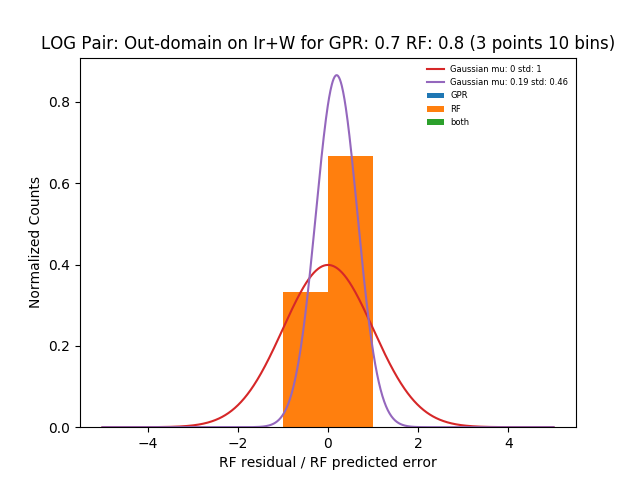 LOG Pair: Out-domain on Ir+W for GPR: 0.7 RF: 0.8 (3 points 10 bins)
Gaussian mu: 0 std: 1
Gaussian mu: 0.19 std: 0.46
GPR
RF
both
0.8
0.6
0.4
0.2
0.0
Normalized Counts
−4 −2 0 2 4
RF residual / RF predicted error